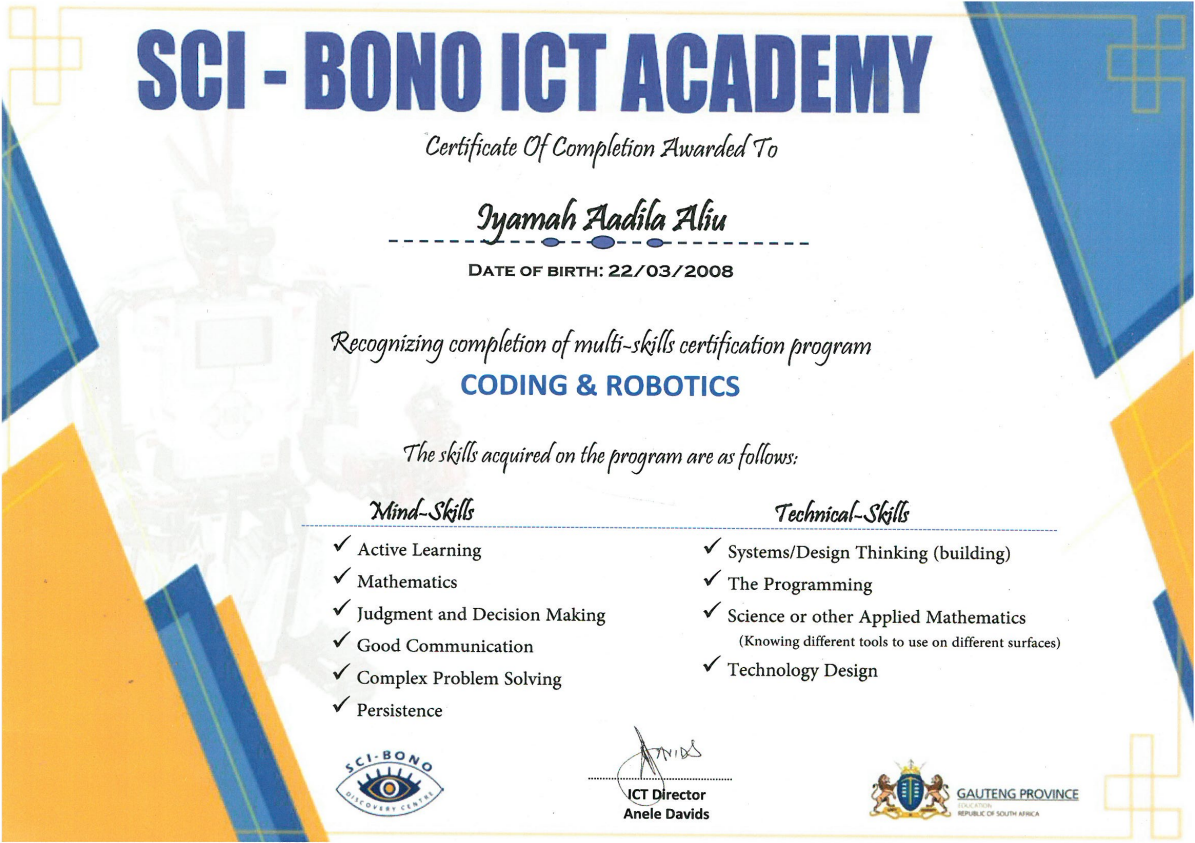 SCI - BONO ICT ACADEMY
Certificate Of Completion Awarded To
Iyamah Aadila Aliu
DATE OF BIRTH: 22/03/2008
Recognizing completion of multi-skills certification program
CODING & ROBOTICS
The skills acquired on the program are as follows:
Mind-Skills
✓ Active Learning
✓ Mathematics
✓ Judgment and Decision Making
✓ Good Communication
✓ Complex Problem Solving
✓ Persistence
Technical-Skills
✓ Systems/Design Thinking (building)
✓ The Programming
✓ Science or other Applied Mathematics
(Knowing different tools to use on different surfaces)
✓ Technology Design
SCI-BONO
DISCOVERY CENTRE
ICT Director
Anele Davids
GAUTENG PROVINCE
EDUCATION
REPUBLIC OF SOUTH AFRICA